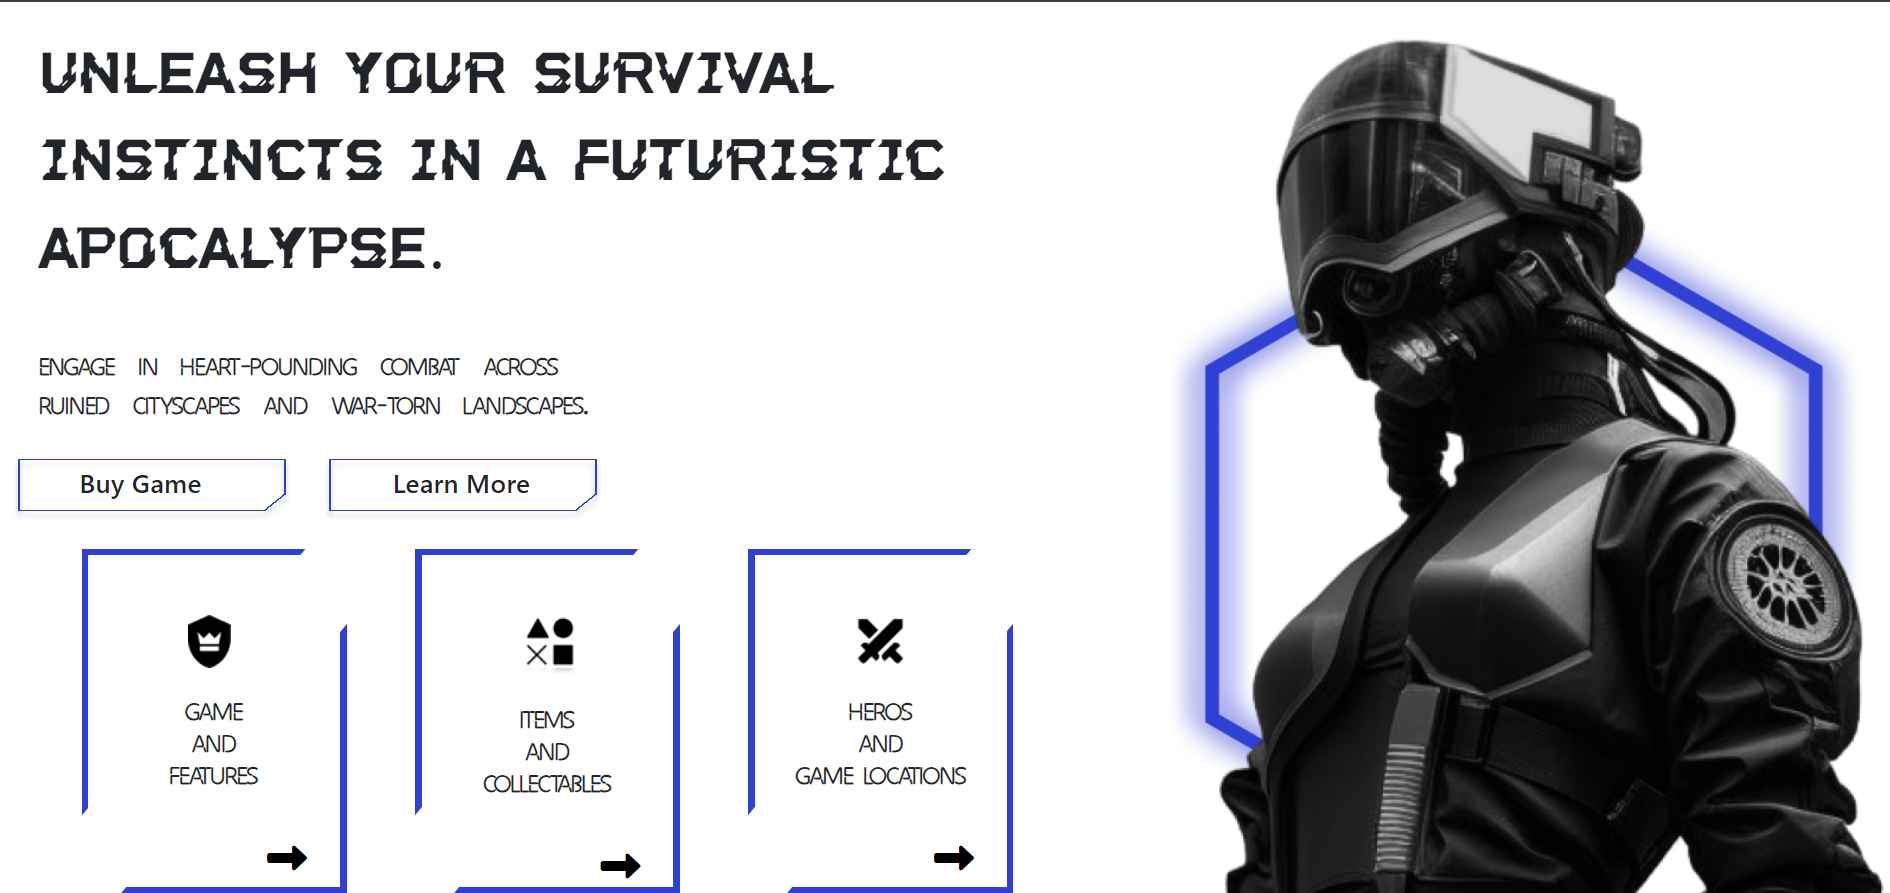 UNLEASH YOUR SURVIVAL
INSTINCTS IN A FUTURISTIC
APOCALYPSE.
ENGAGE IN HEART-POUNDING COMBAT ACROSS
RUINED CITYSCAPES AND WAR-TORN LANDSCAPES.
Buy Game
Learn More
GAME
AND
FEATURES
ITEMS
AND
COLLECTABLES
HEROS
AND
GAME LOCATIONS